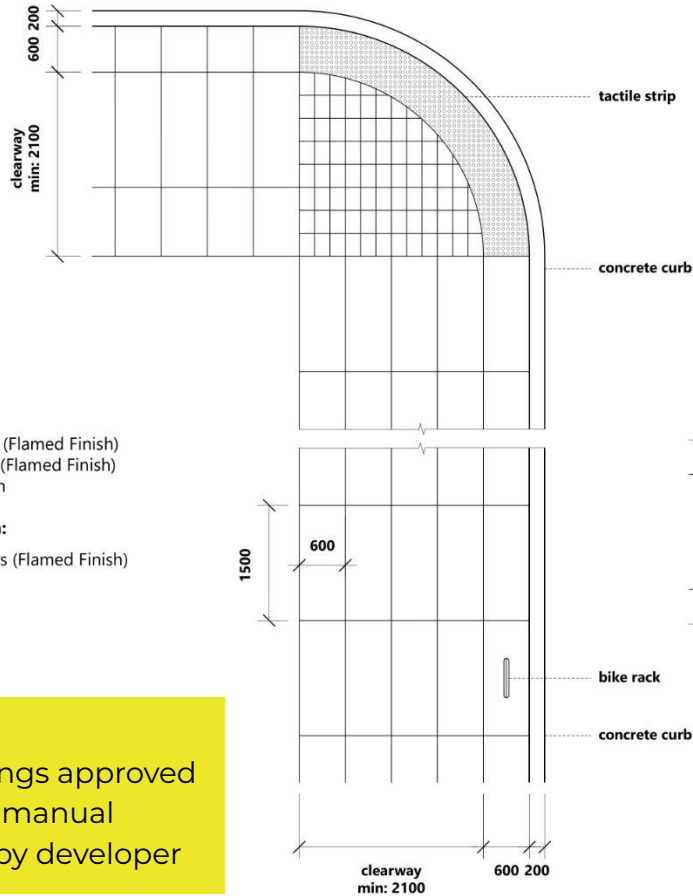 200
600
clearway
min: 2100
tactile strip
concrete curb
(Flamed Finish)
(Flamed Finish)
(Flamed Finish)
1500
600
bike rack
concrete curb
approved
manual
by developer
clearway
min: 2100
600 200